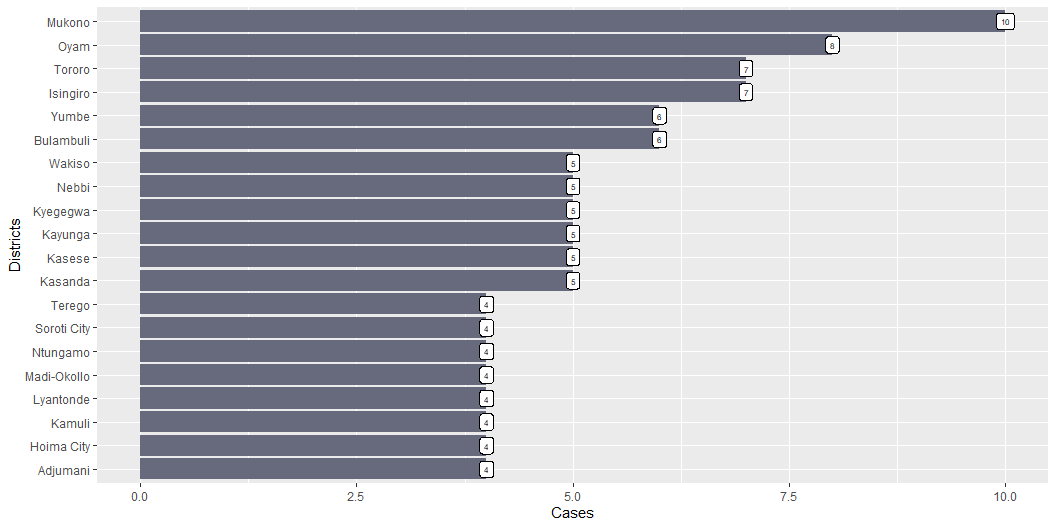 Districts
Mukono 10
Oyam 8
Tororo 7
Isingiro 7
Yumbe 6
Bulambuli 6
Wakiso 5
Nebbi 5
Kyegegwa 5
Kayunga 5
Kasese 5
Kasanda 5
Terego 4
Soroti City 4
Ntungamo 4
Madi-Okollo 4
Lyantonde 4
Kamuli 4
Hoima City 4
Adjumani 4
0.0 2.5 5.0 7.5 10.0
Cases